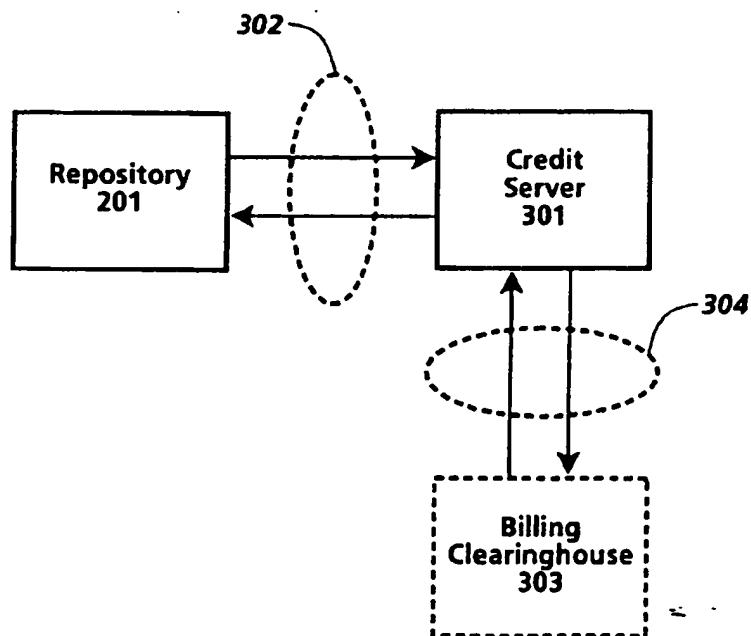 302
Repository
201
Credit
Server
301
304
Billing
Clearinghouse
303